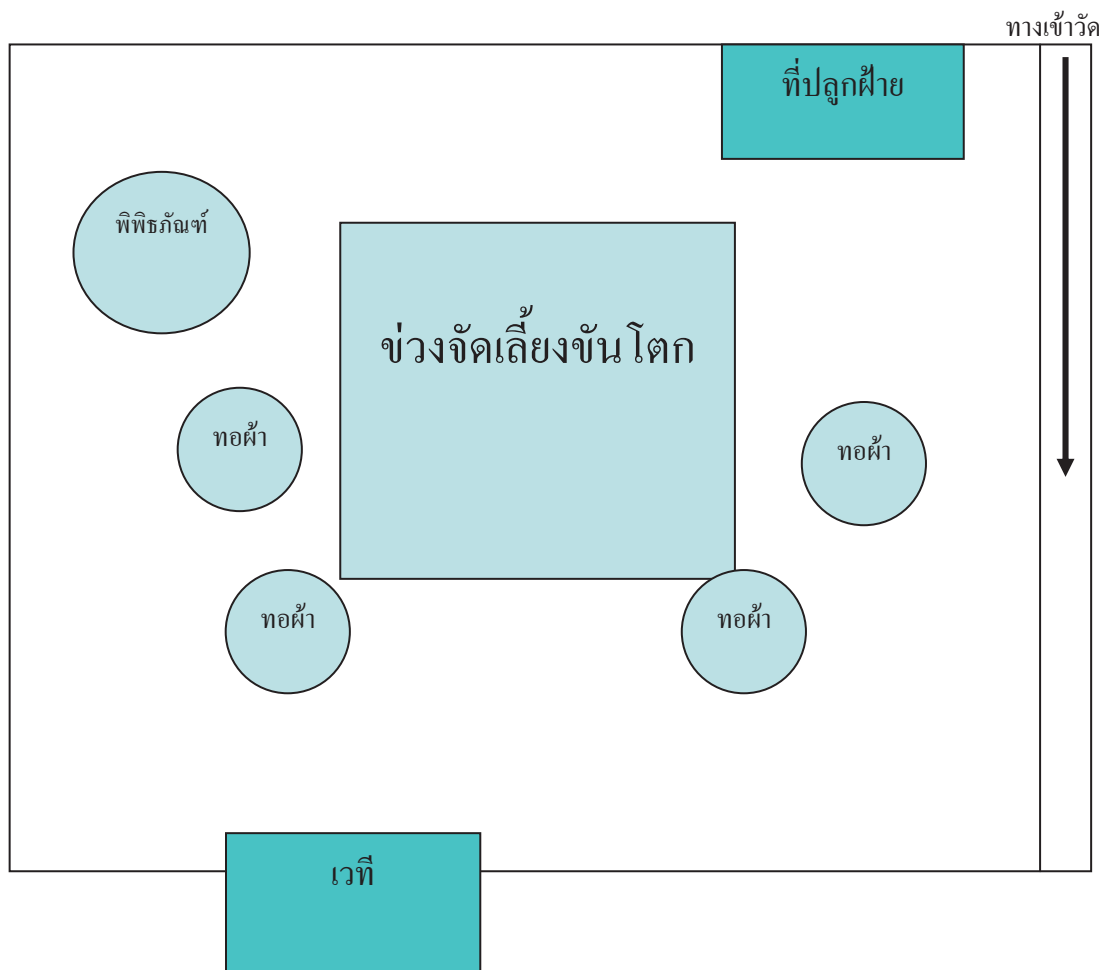 ทางเข้าวัด
ที่ปลูกฝ้าย
พิพิธภัณฑ์
ข่วงจัดเลี้ยงขันโตก
ทอผ้า
ทอผ้า
ทอผ้า
ทอผ้า
เวที